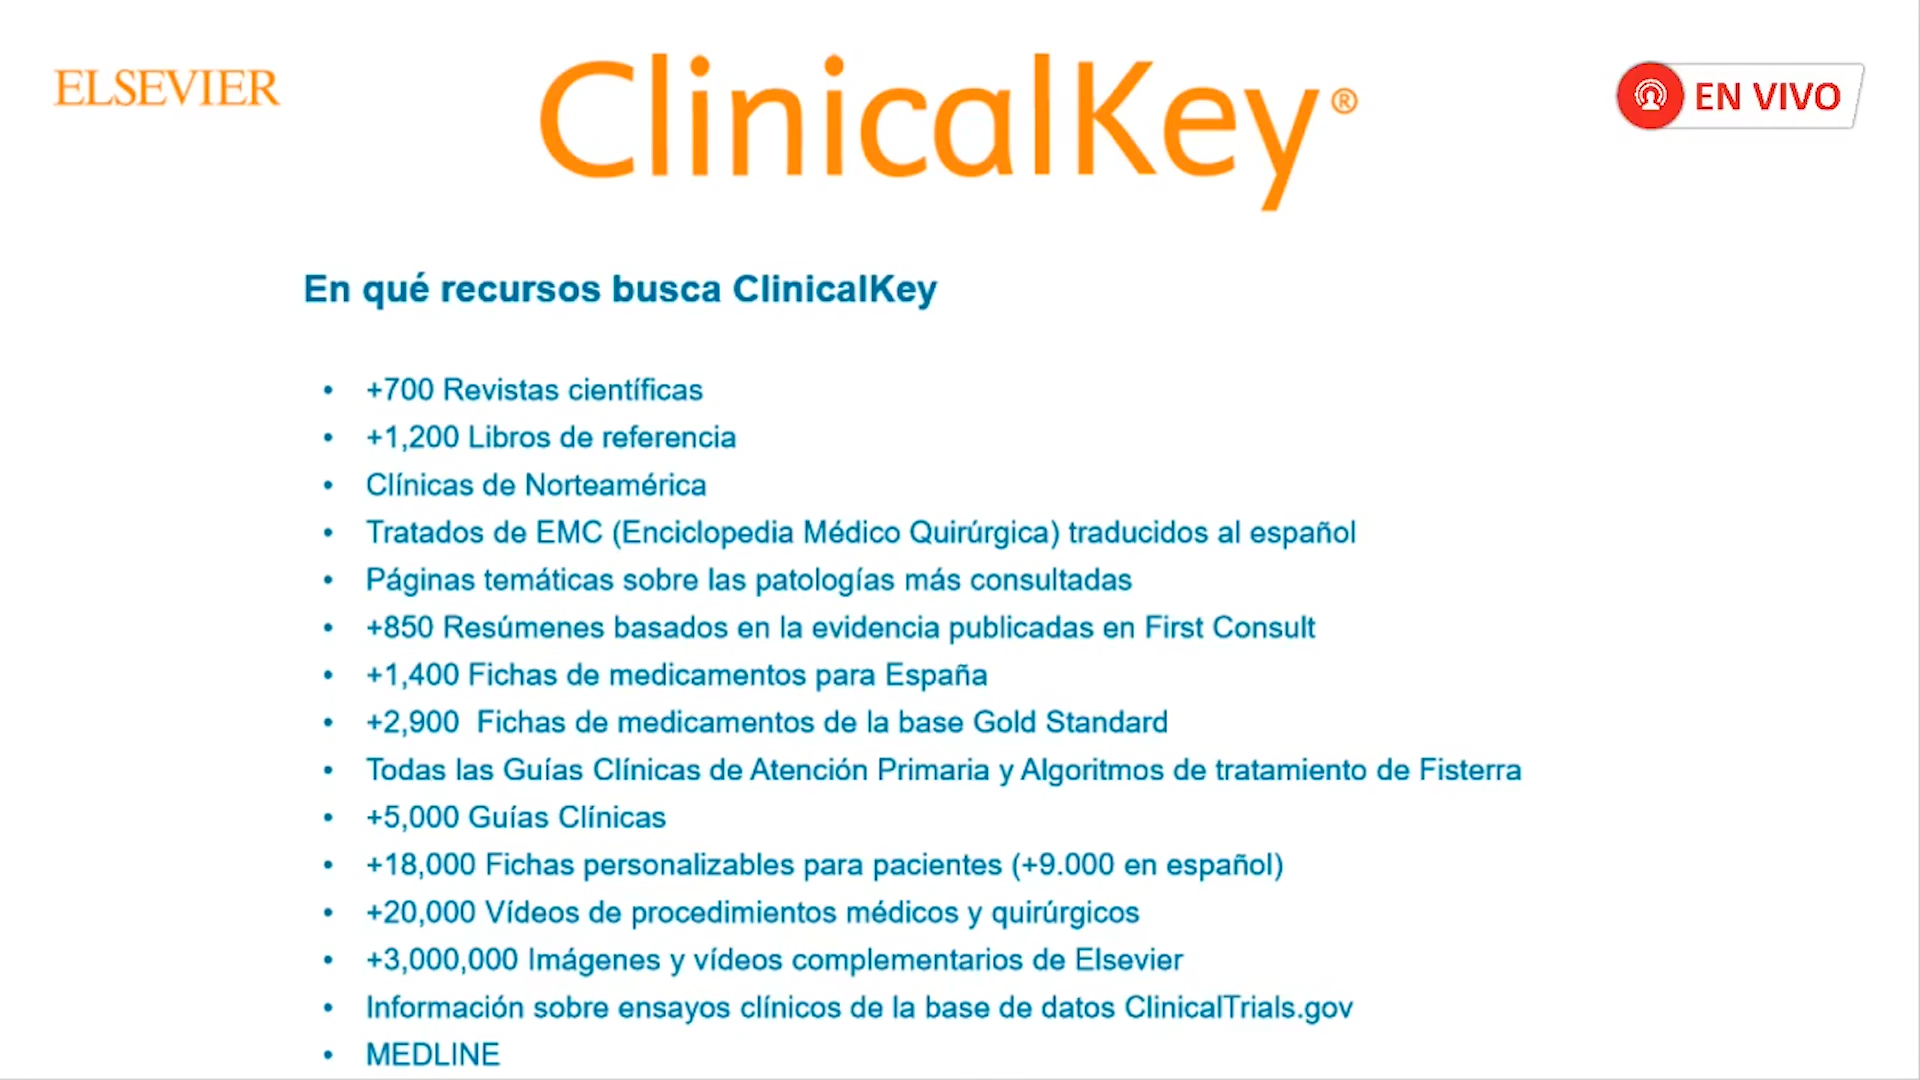 ELSEVIER
ClinicalKey®
EN VIVO
En qué recursos busca ClinicalKey
• +700 Revistas científicas
• +1,200 Libros de referencia
• Clínicas de Norteamérica
• Tratados de EMC (Enciclopedia Médico Quirúrgica) traducidos al español
• Páginas temáticas sobre las patologías más consultadas
• +850 Resúmenes basados en la evidencia publicadas en First Consult
• +1,400 Fichas de medicamentos para España
• +2,900 Fichas de medicamentos de la base Gold Standard
• Todas las Guías Clínicas de Atención Primaria y Algoritmos de tratamiento de Fisterra
• +5,000 Guías Clínicas
• +18,000 Fichas personalizables para pacientes (+9.000 en español)
• +20,000 Vídeos de procedimientos médicos y quirúrgicos
• +3,000,000 Imágenes y vídeos complementarios de Elsevier
• Información sobre ensayos clínicos de la base de datos ClinicalTrials.gov
• MEDLINE